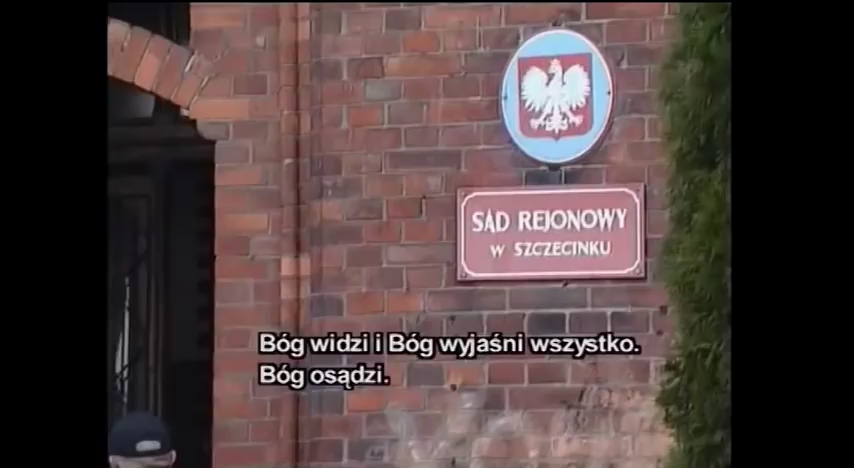 SĄD REJONOWY
W SZCZECINKU
Bóg widzi i Bóg wyjaśni wszystko.
Bóg osądzi.